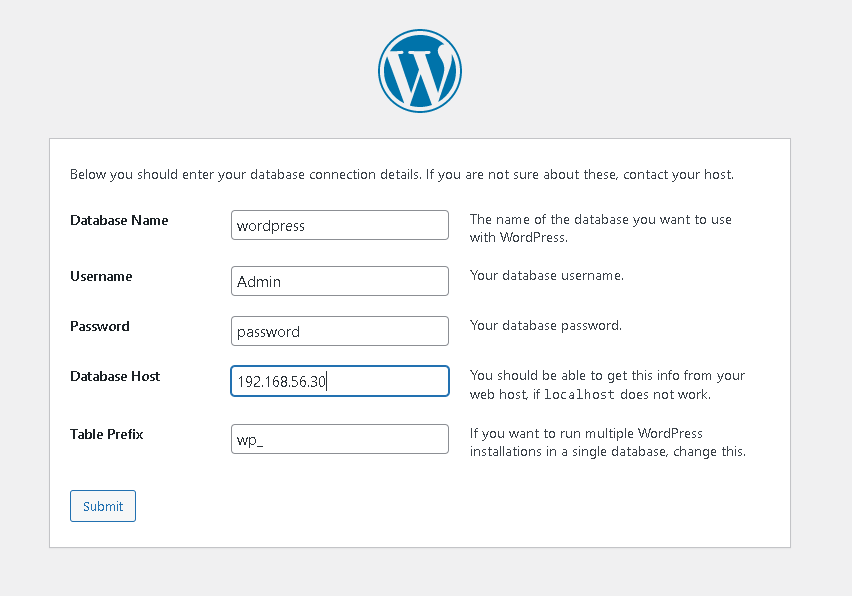 W
Below you should enter your database connection details. If you are not sure about these, contact your host.
Database Name
wordpress
The name of the database you want to use
with WordPress.
Username
Admin
Your database username.
Password
password
Your database password.
Database Host
192.168.56.30
You should be able to get this info from your
web host, if localhost does not work.
Table Prefix
wp_
If you want to run multiple WordPress
installations in a single database, change this.
Submit